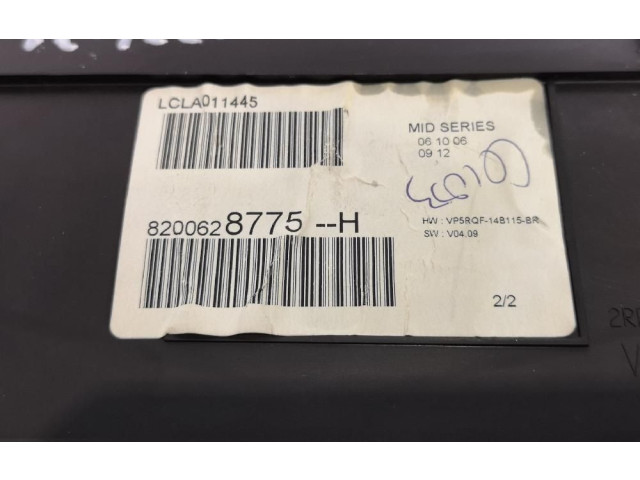 LCLA011445
MID SERIES
06 10 06
09 12
8200628775 --H
HW : VP5RQF-14B115-BR
SW : V04.09
2/2